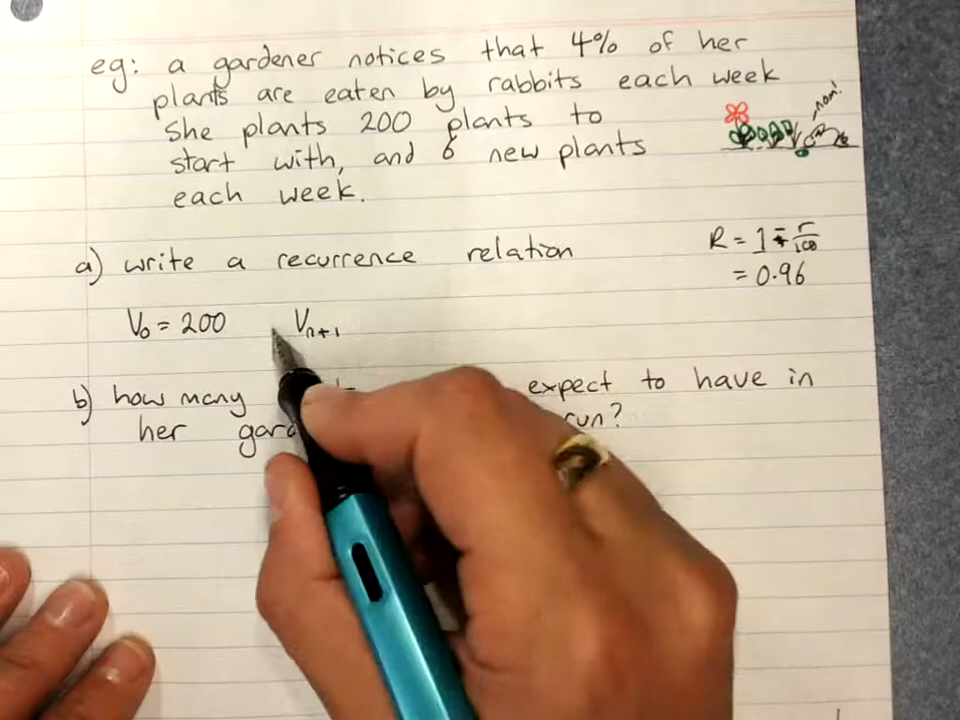 eg: a gardener notices that 4% of her
plants are eaten by rabbits each week
She plants 200 plants to
start with, and 6 new plants
each week.
nom!
a) write a recurrence relation
R = 1 - r/100
= 0.96
V₀ = 200 Vₙ₊₁
b) how many expect to have in
her gard run?